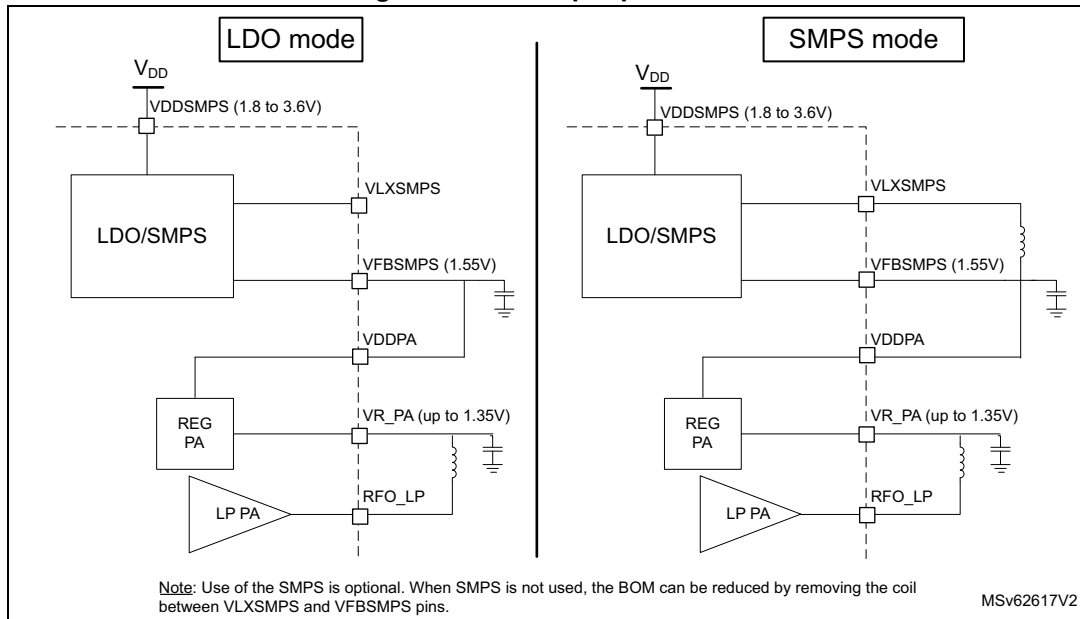 LDO mode
SMPS mode
VDD
VDDSMPS (1.8 to 3.6V)
LDO/SMPS
VLXSMPS
VFBSMPS (1.55V)
VDDPA
REG
PA
VR_PA (up to 1.35V)
LP PA
RFO_LP
VDD
VDDSMPS (1.8 to 3.6V)
LDO/SMPS
VLXSMPS
VFBSMPS (1.55V)
VDDPA
REG
PA
VR_PA (up to 1.35V)
LP PA
RFO_LP
Note: Use of the SMPS is optional. When SMPS is not used, the BOM can be reduced by removing the coil
between VLXSMPS and VFBSMPS pins.
MSv62617V2